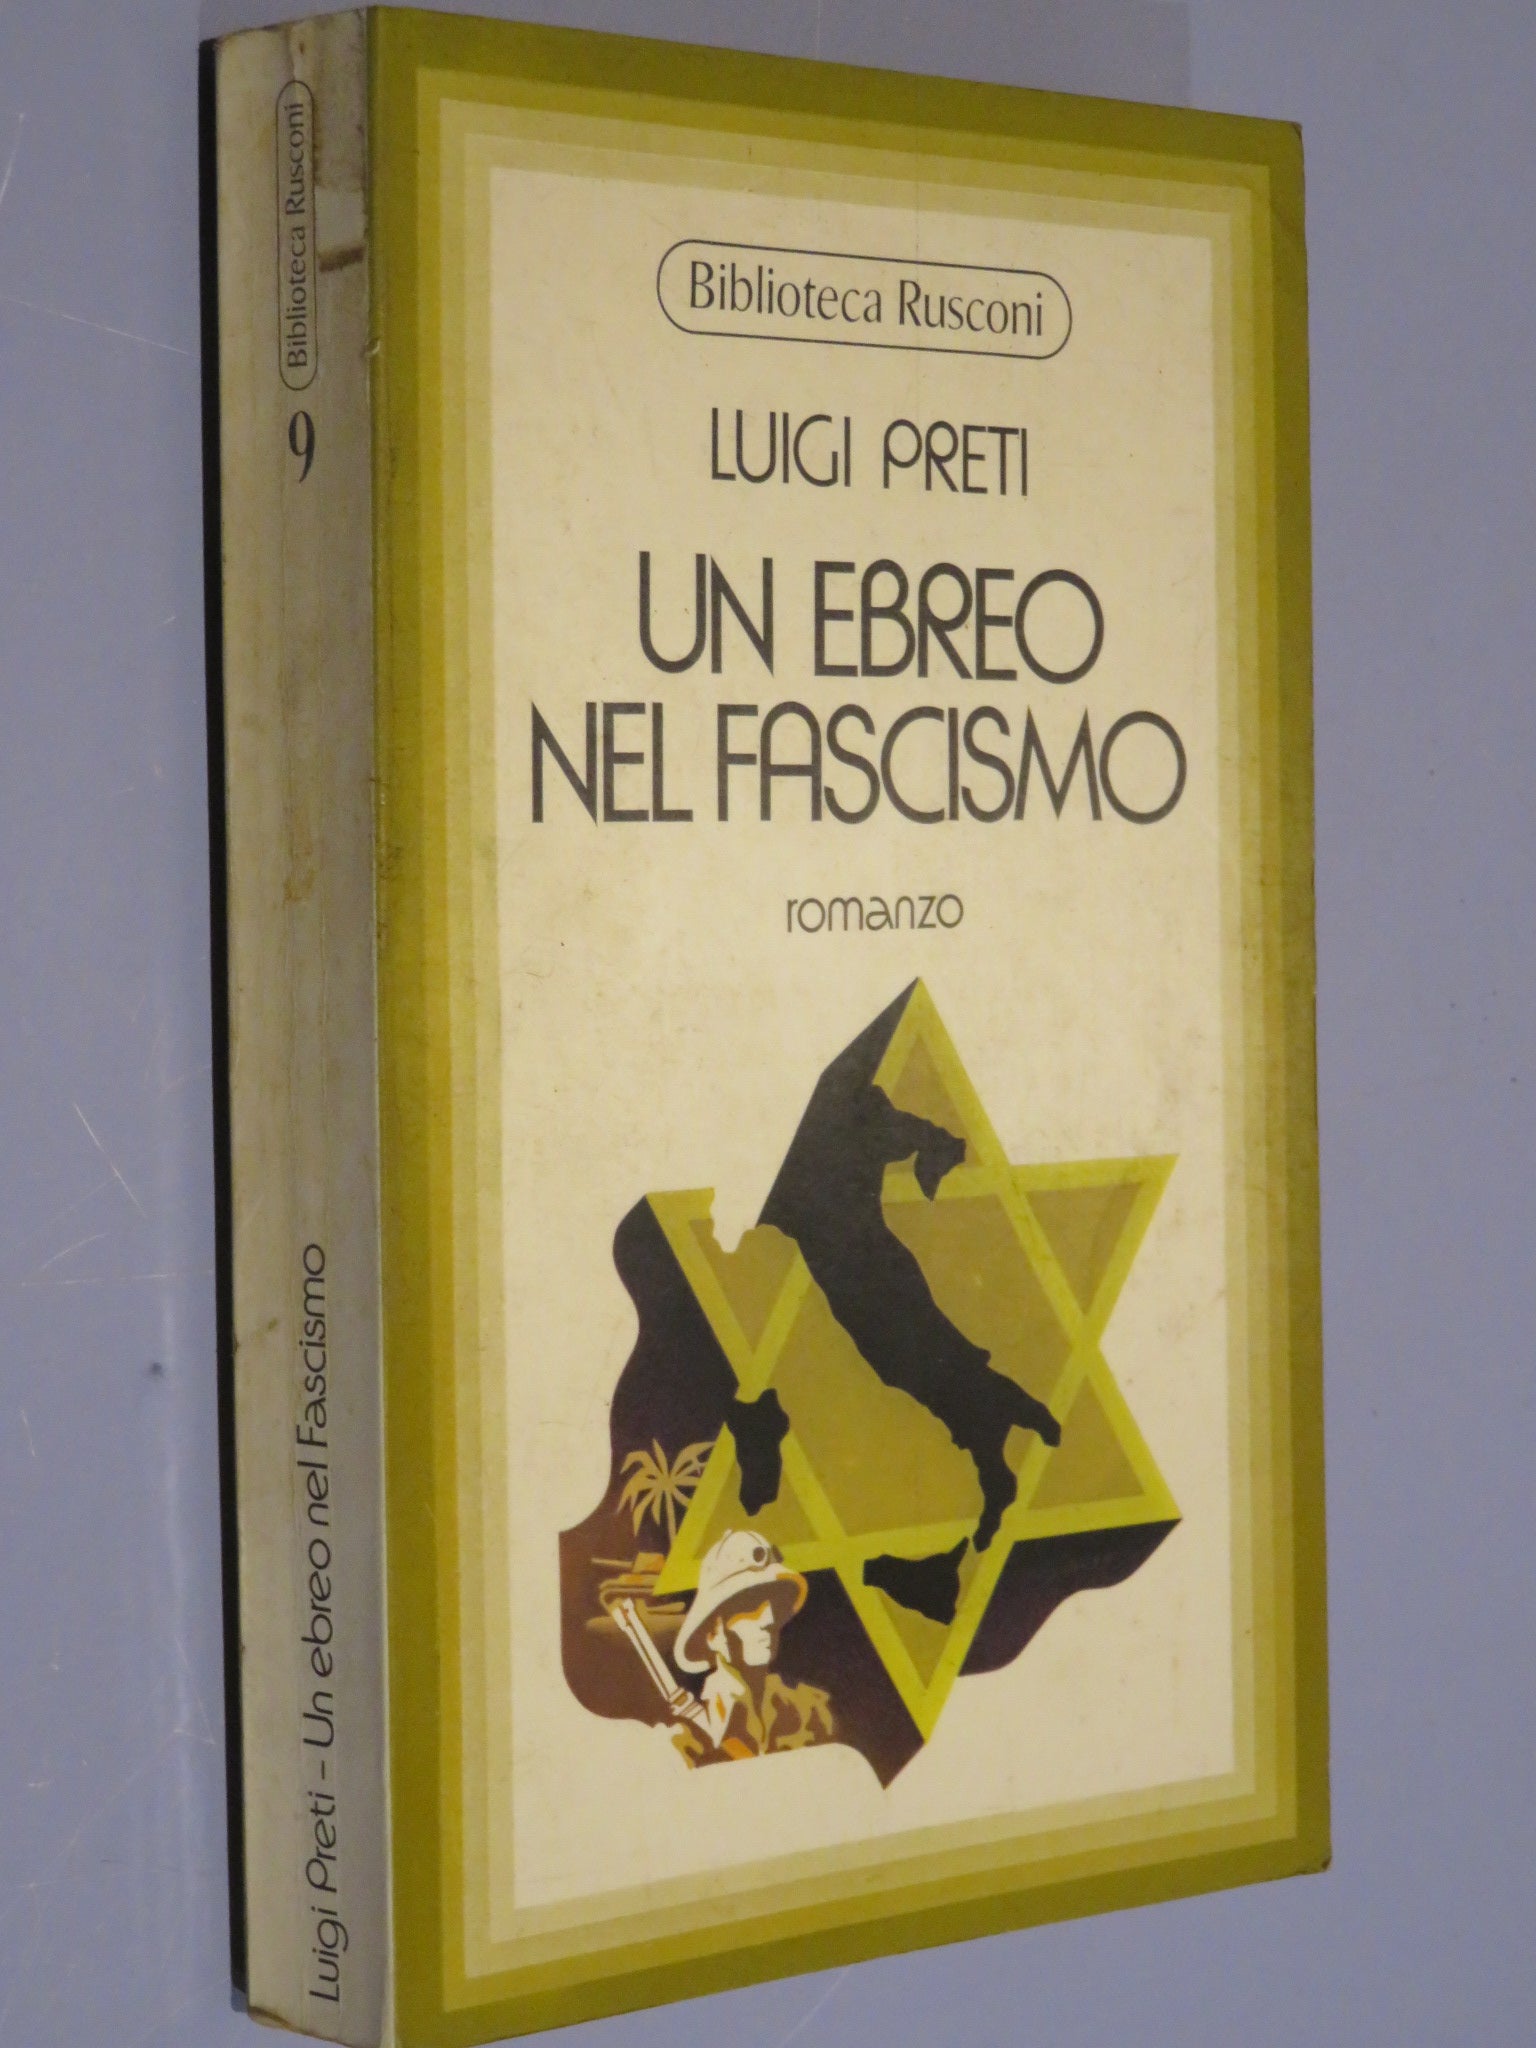 Biblioteca Rusconi
LUIGI PRETI
UN EBREO
NEL FASCISMO
romanzo
Luigi Preti - Un ebreo nel Fascismo
9
Biblioteca Rusconi